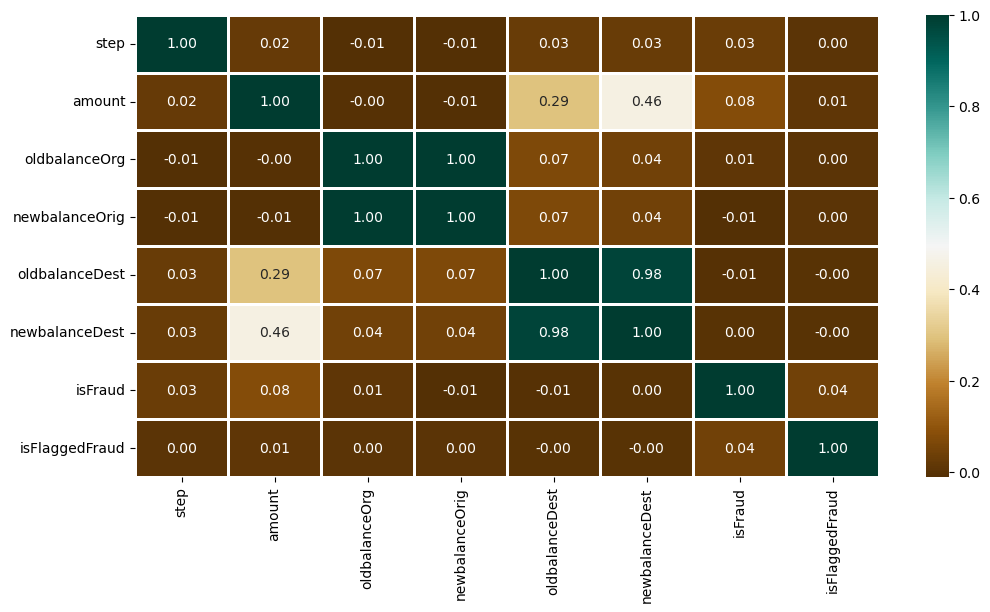 step 1.00 0.02 -0.01 -0.01 0.03 0.03 0.03 0.00
amount 0.02 1.00 -0.00 -0.01 0.29 0.46 0.08 0.01
oldbalanceOrg -0.01 -0.00 1.00 1.00 0.07 0.04 0.01 0.00
newbalanceOrig -0.01 -0.01 1.00 1.00 0.07 0.04 -0.01 0.00
oldbalanceDest 0.03 0.29 0.07 0.07 1.00 0.98 -0.01 -0.00
newbalanceDest 0.03 0.46 0.04 0.04 0.98 1.00 0.00 -0.00
isFraud 0.03 0.08 0.01 -0.01 -0.01 0.00 1.00 0.04
isFlaggedFraud 0.00 0.01 0.00 0.00 -0.00 -0.00 0.04 1.00
step amount oldbalanceOrg newbalanceOrig oldbalanceDest newbalanceDest isFraud isFlaggedFraud
1.0
0.8
0.6
0.4
0.2
0.0